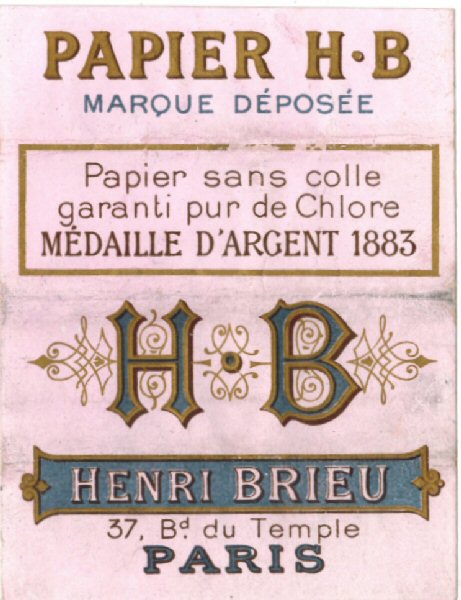 PAPIER H·B
MARQUE DÉPOSÉE
Papier sans colle
garanti pur de Chlore
MÉDAILLE D'ARGENT 1883
H·B
HENRI BRIEU
37, Bd. du Temple
PARIS